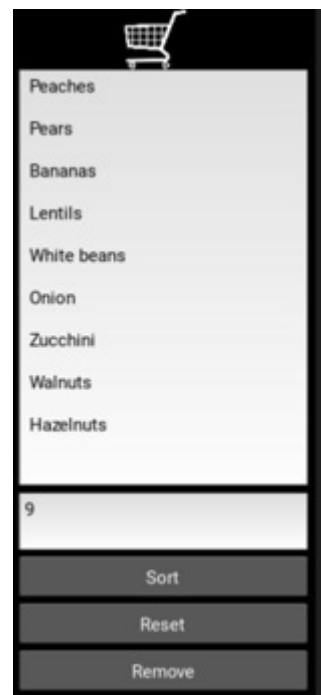 Peaches
Pears
Bananas
Lentils
White beans
Onion
Zucchini
Walnuts
Hazelnuts
9
Sort
Reset
Remove